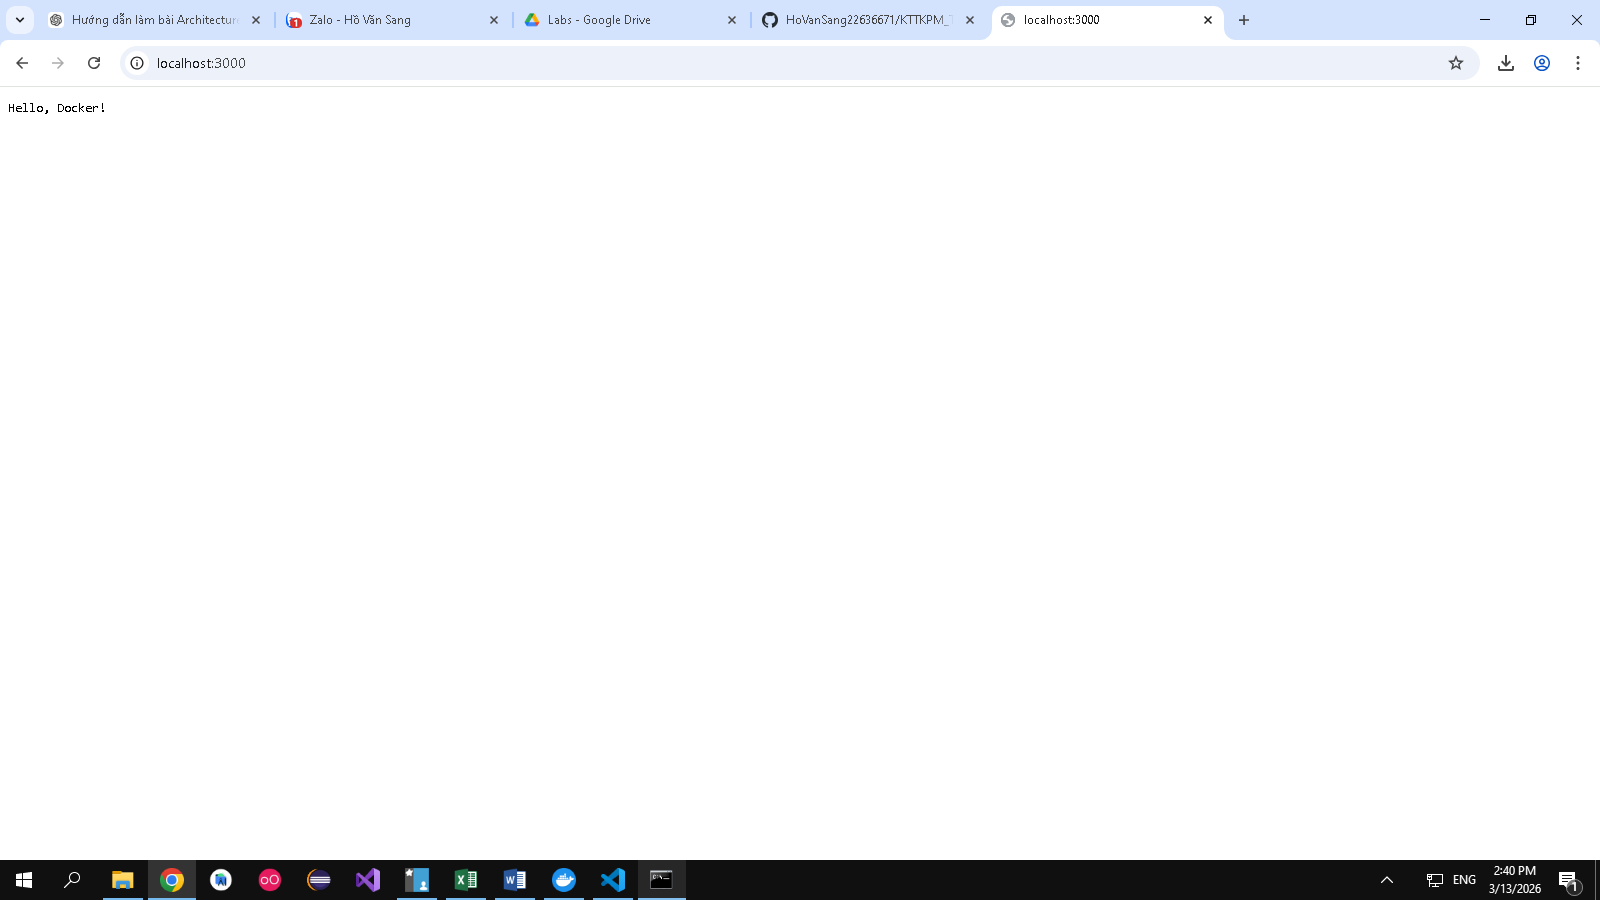 Hướng dẫn làm bài Architectur
Zalo - Hồ Văn Sang
Labs - Google Drive
HoVanSang22636671/KTTKPM_
localhost:3000
localhost:3000
Hello, Docker!
ENG
2:40 PM
3/13/2026
1